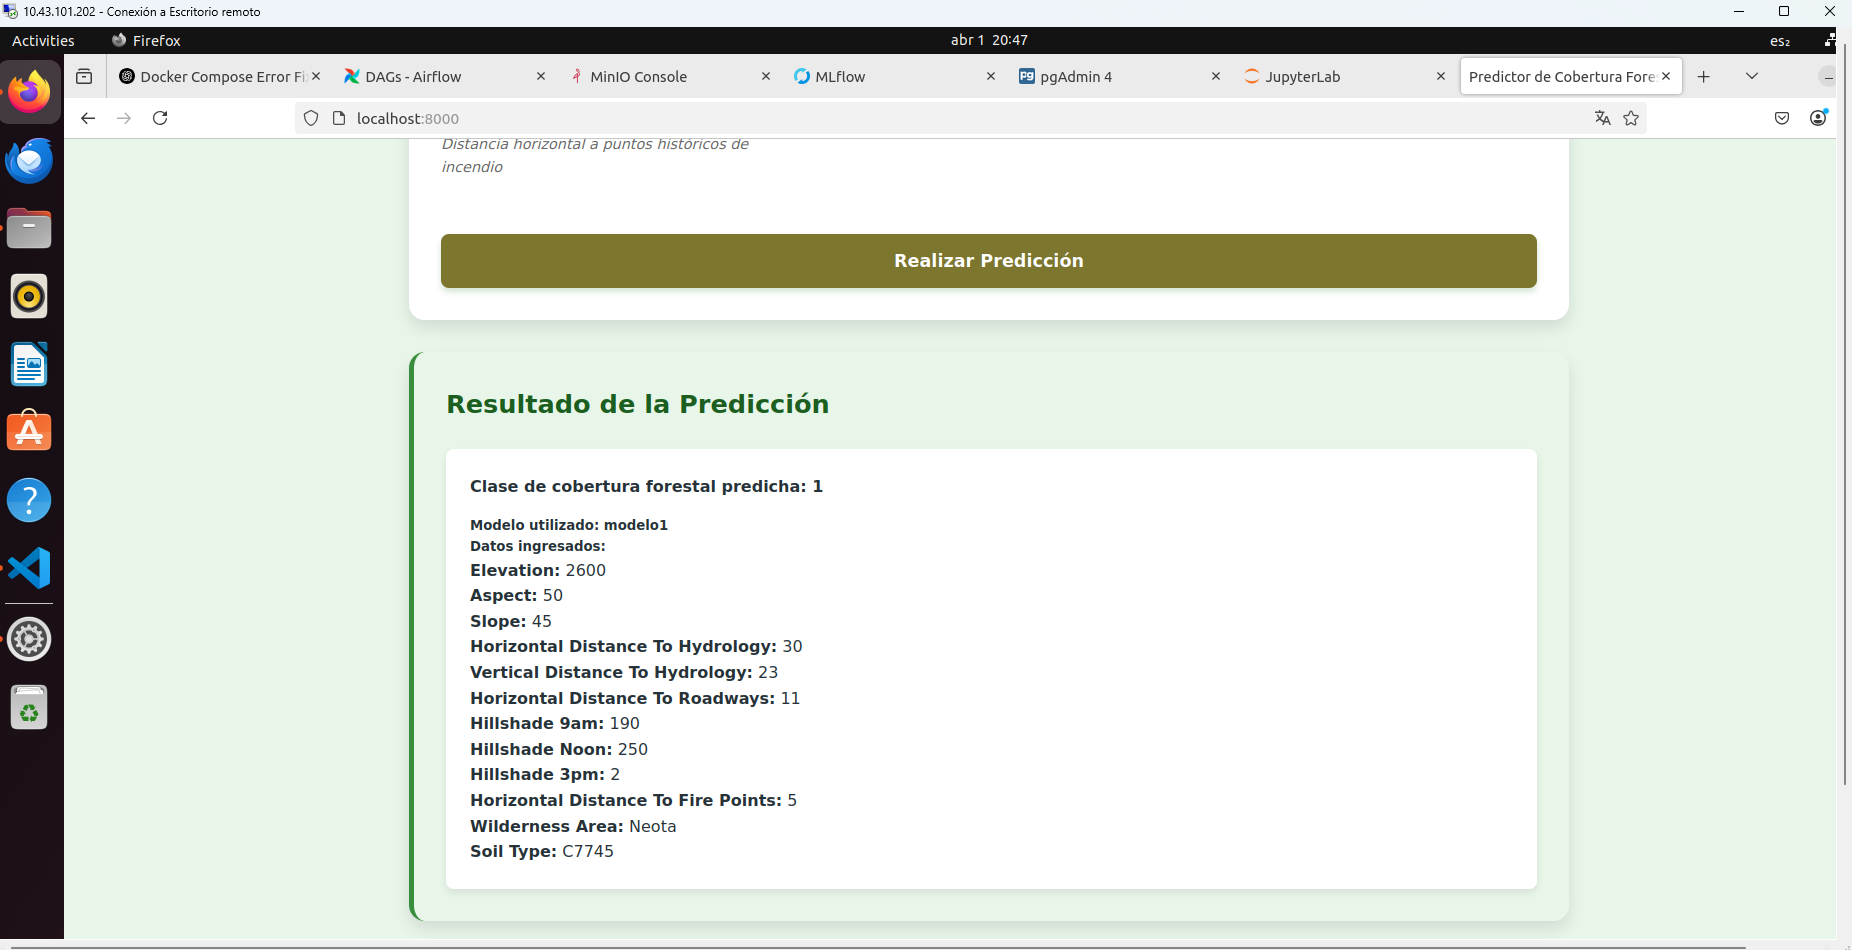 10.43.101.202 - Conexión a Escritorio remoto
Activities Firefox abr 1 20:47 es₂
Docker Compose Error Fi
DAGs - Airflow
MinIO Console
MLflow
pgAdmin 4
JupyterLab
Predictor de Cobertura Fore
localhost:8000
Distancia horizontal a puntos históricos de
incendio
Realizar Predicción
Resultado de la Predicción
Clase de cobertura forestal predicha: 1
Modelo utilizado: modelo1
Datos ingresados:
Elevation: 2600
Aspect: 50
Slope: 45
Horizontal Distance To Hydrology: 30
Vertical Distance To Hydrology: 23
Horizontal Distance To Roadways: 11
Hillshade 9am: 190
Hillshade Noon: 250
Hillshade 3pm: 2
Horizontal Distance To Fire Points: 5
Wilderness Area: Neota
Soil Type: C7745